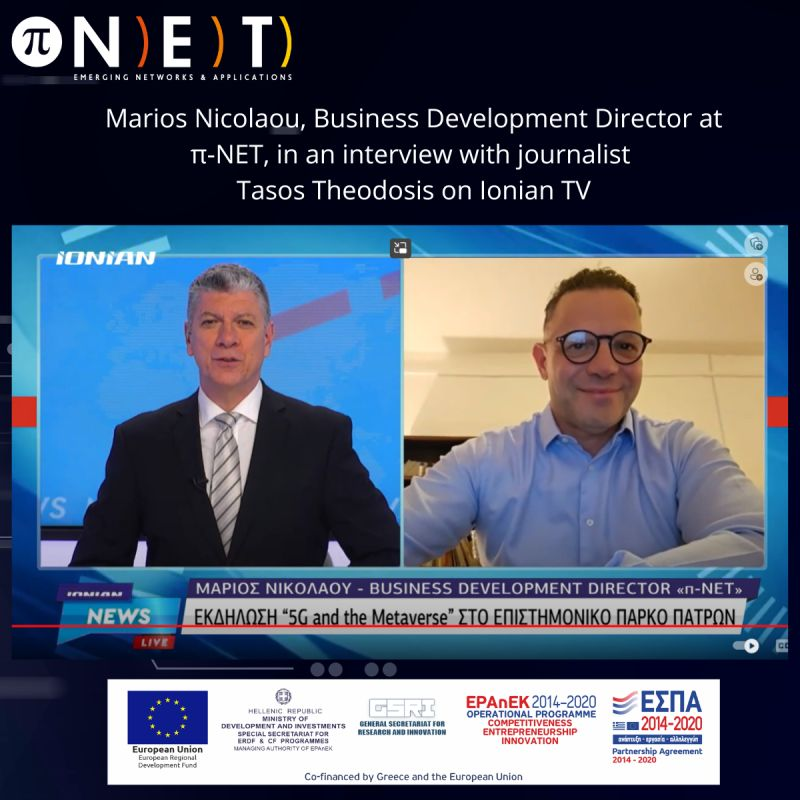 π N)E)T)
EMERGING NETWORKS & APPLICATIONS
Marios Nicolaou, Business Development Director at
π-NET, in an interview with journalist
Tasos Theodosis on Ionian TV
IONIAN
IONIAN
ΜΑΡΙΟΣ ΝΙΚΟΛΑΟΥ - BUSINESS DEVELOPMENT DIRECTOR «π-NET»
NEWS
ΕΚΔΗΛΩΣΗ “5G and the Metaverse” ΣΤΟ ΕΠΙΣΤΗΜΟΝΙΚΟ ΠΑΡΚΟ ΠΑΤΡΩΝ
LIVE
European Union
European Regional
Development Fund
HELLENIC REPUBLIC
MINISTRY OF
DEVELOPMENT AND INVESTMENTS
SPECIAL SECRETARIAT FOR
ERDF & CF PROGRAMMES
MANAGING AUTHORITY OF EPAnEK
GSRI
GENERAL SECRETARIAT FOR
RESEARCH AND INNOVATION
EPAnEK 2014–2020
OPERATIONAL PROGRAMME
COMPETITIVENESS
ENTREPRENEURSHIP
INNOVATION
ΕΣΠΑ
2014-2020
ανάπτυξη - εργασία - αλληλεγγύη
Partnership Agreement
2014 - 2020
Co-financed by Greece and the European Union